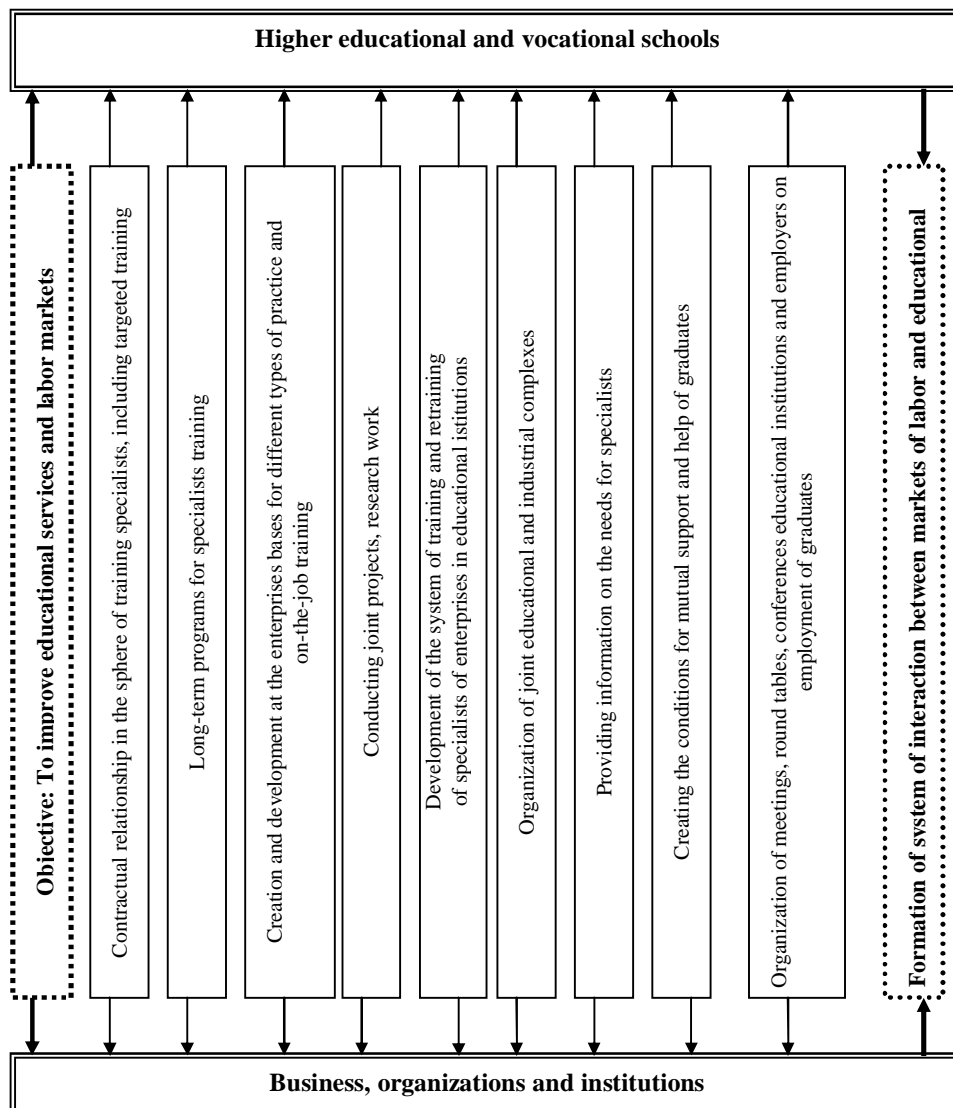 Higher educational and vocational schools
Objective: To improve educational services and labor markets
Contractual relationship in the sphere of training specialists, including targeted training
Long-term programs for specialists training
Creation and development at the enterprises bases for different types of practice and
on-the-job training
Conducting joint projects, research work
Development of the system of training and retraining
of specialists of enterprises in educational istitutions
Organization of joint educational and industrial complexes
Providing information on the needs for specialists
Creating the conditions for mutual support and help of graduates
Organization of meetings, round tables, conferences educational institutions and employers on
employment of graduates
Formation of system of interaction between markets of labor and educational
Business, organizations and institutions